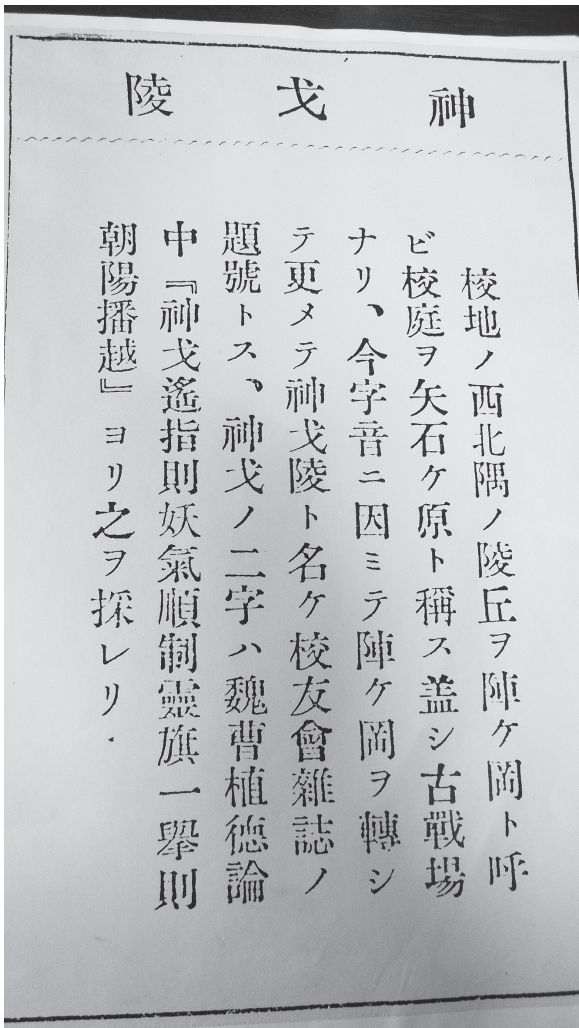 神戈陵
校地ノ西北隅ノ陵丘ヲ陣ケ岡ト呼
ビ校庭ヲ矢石ケ原ト稱ス盖シ古戰場
ナリ、今字音ニ因ミテ陣ケ岡ヲ轉シ
テ更メテ神戈陵ト名ケ校友會雜誌ノ
題號トス、神戈ノ二字ハ魏曹植德論
中『神戈遙指則妖氣順制靈旗一擧則
朝陽播越』ヨリ之ヲ採レリ．